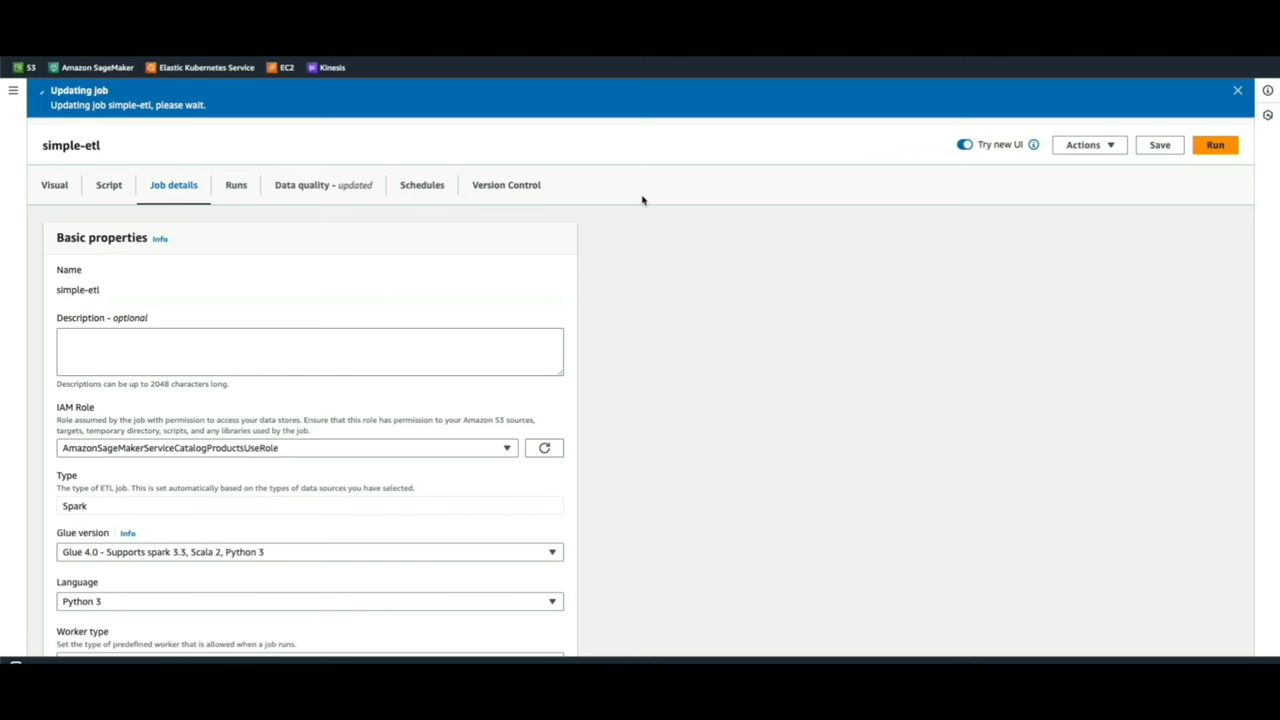 S3 Amazon SageMaker Elastic Kubernetes Service EC2 Kinesis
Updating job
Updating job simple-etl, please wait.
simple-etl
Try new UI Actions Save Run
Visual Script Job details Runs Data quality - updated Schedules Version Control
Basic properties Info
Name
simple-etl
Description - optional
Descriptions can be up to 2048 characters long.
IAM Role
Role assumed by the job with permission to access your data stores. Ensure that this role has permission to your Amazon S3 sources,
targets, temporary directory, scripts, and any libraries used by the job.
AmazonSageMakerServiceCatalogProductsUseRole
Type
The type of ETL job. This is set automatically based on the types of data sources you have selected.
Spark
Glue version Info
Glue 4.0 - Supports spark 3.3, Scala 2, Python 3
Language
Python 3
Worker type
Set the type of predefined worker that is allowed when a job runs.